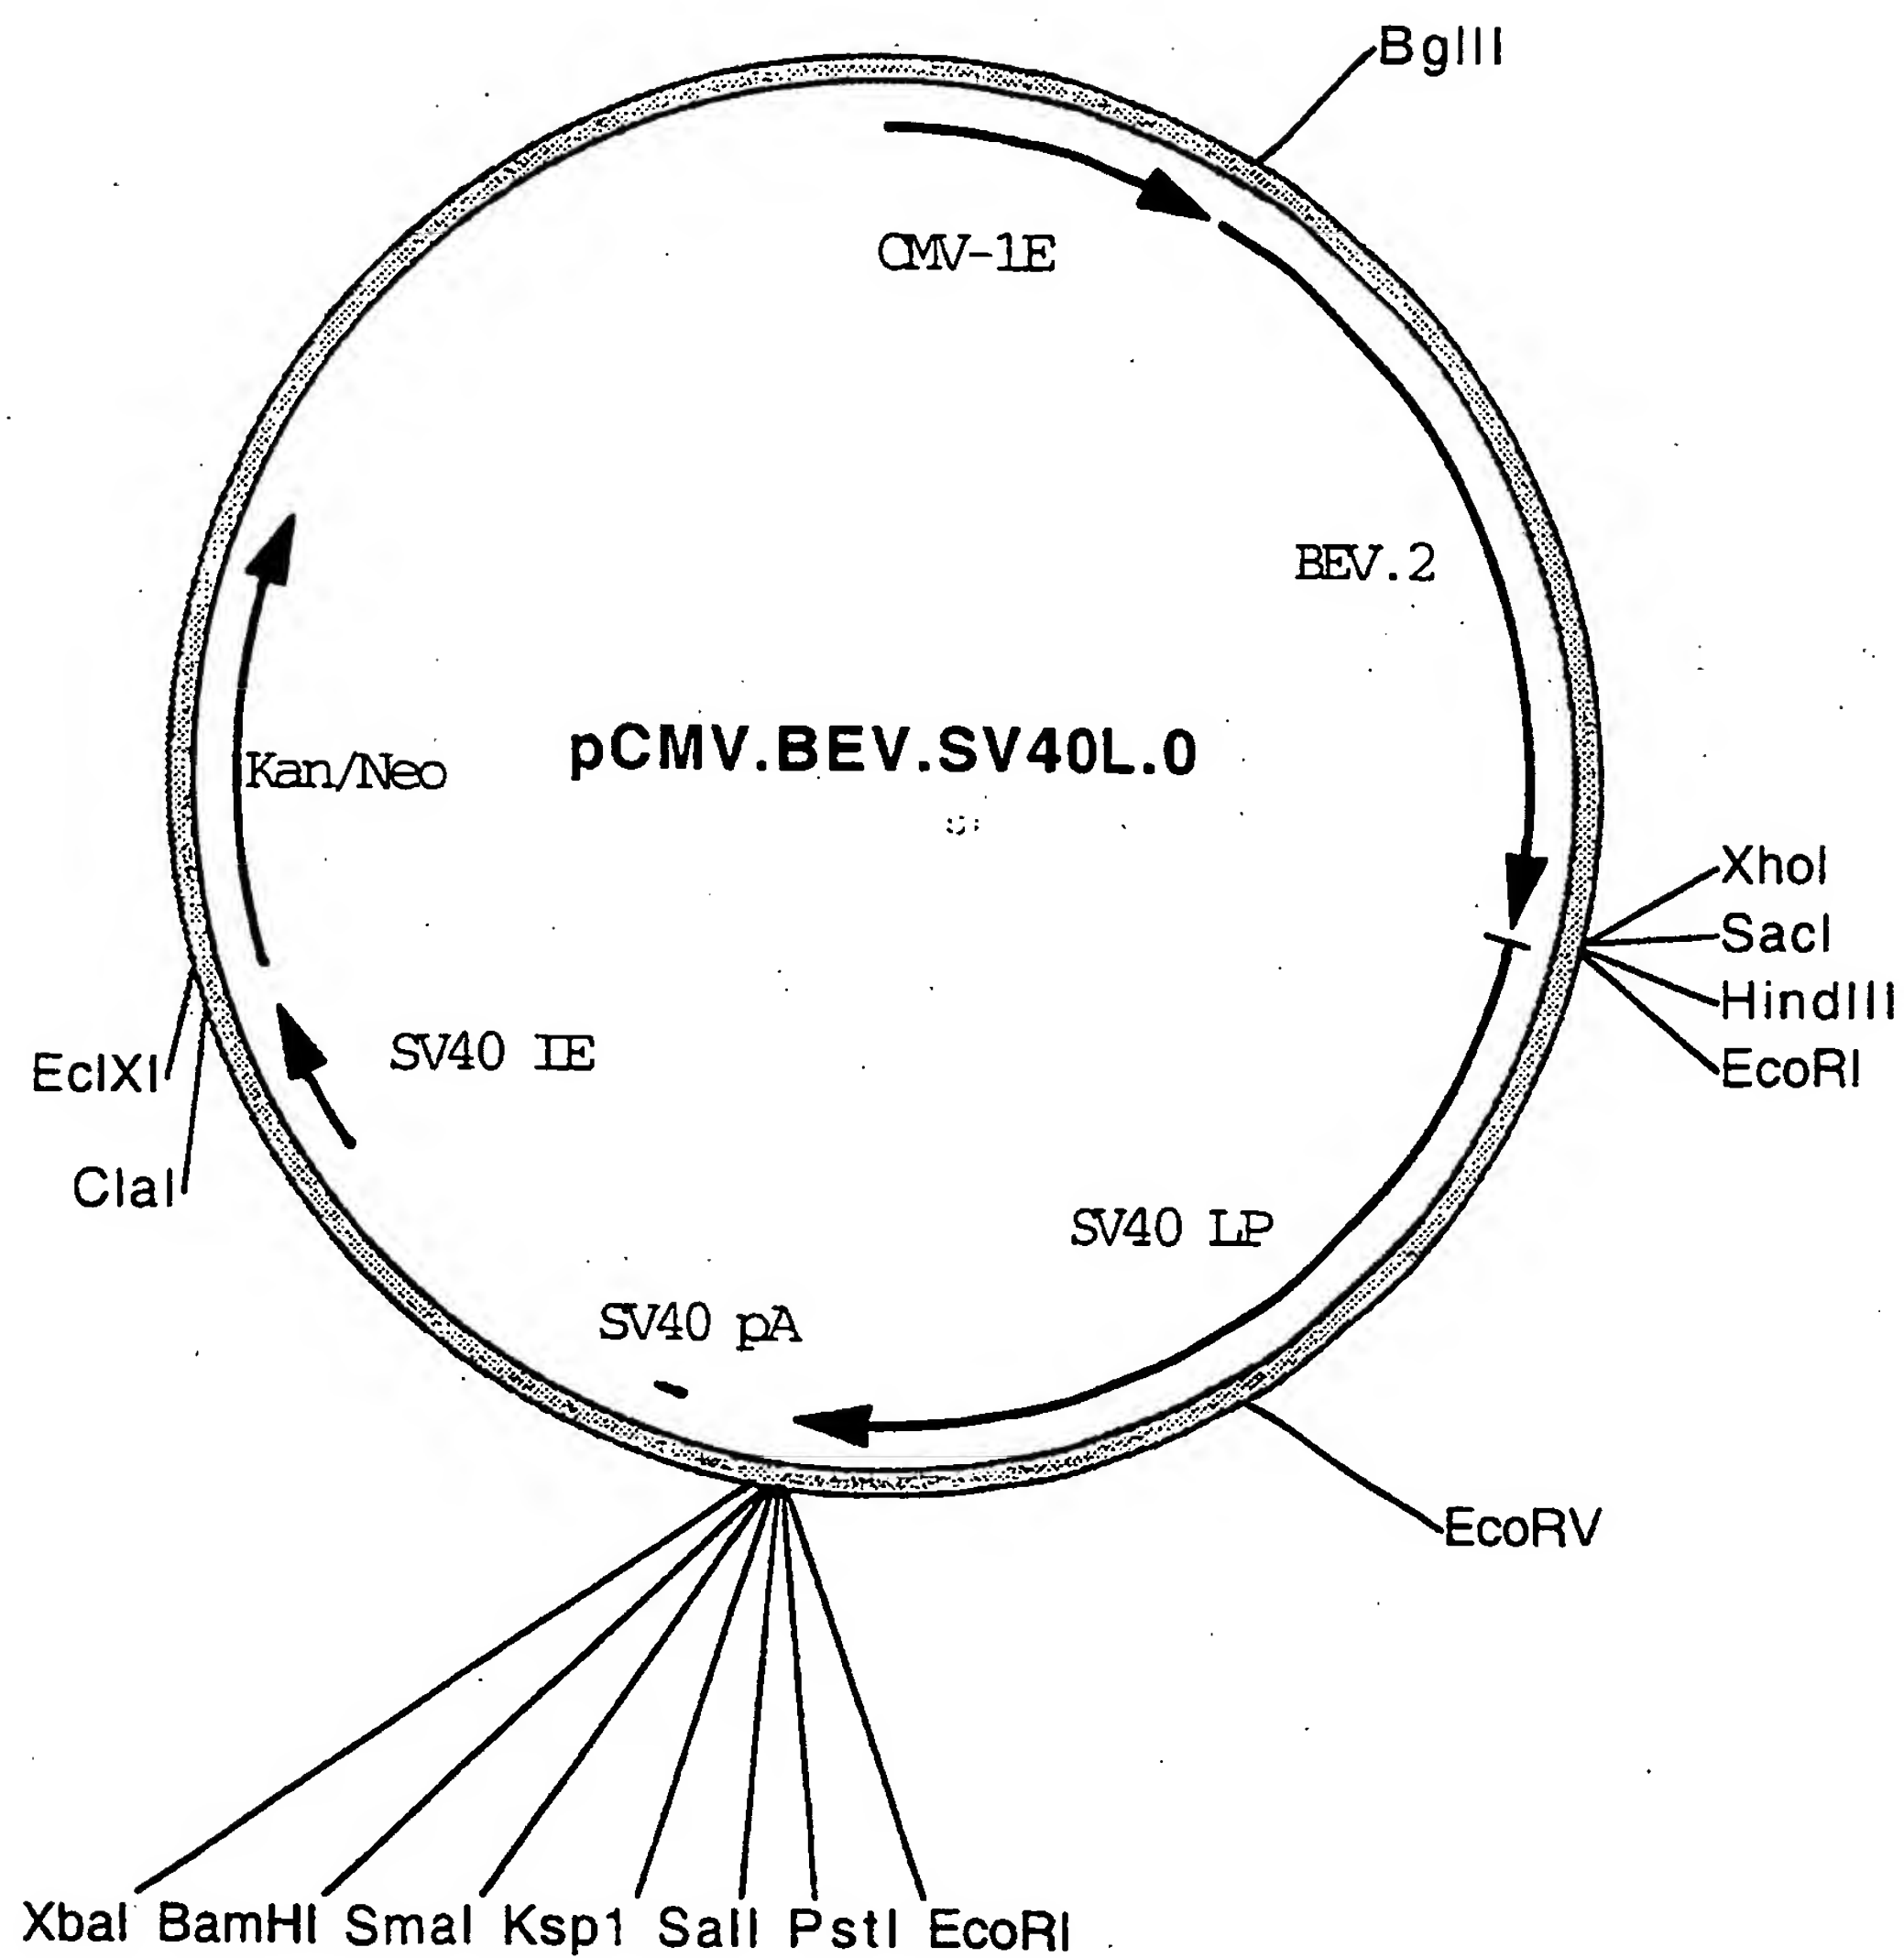 BglII
CMV-1E
BEV.2
pCMV.BEV.SV40L.0
Kan/Neo
XhoI
SacI
HindIII
EcoRI
SV40 IE
EclXI
ClaI
SV40 LP
SV40 pA
EcoRV
XbaI BamHI SmaI Ksp1 SalI PstI EcoRI